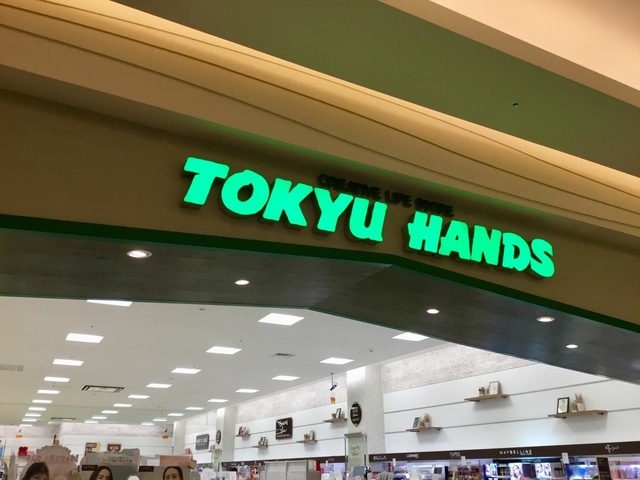 CREATIVE LIFE STORE
TOKYU HANDS
MAYBELLINE